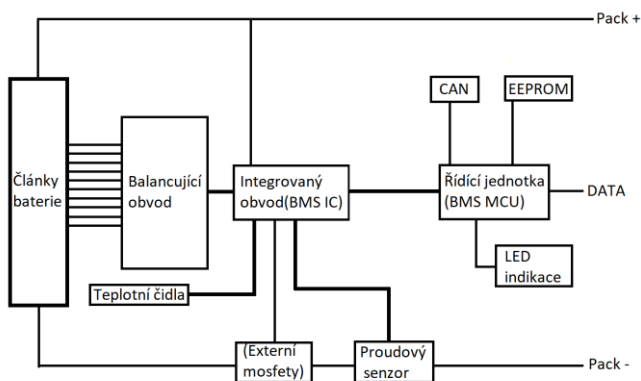 Pack +
CAN
EEPROM
Články
baterie
Balancující
obvod
Integrovaný
obvod(BMS IC)
Řídící jednotka
(BMS MCU)
DATA
LED
indikace
Teplotní čidla
(Externí
mosfety)
Proudový
senzor
Pack -